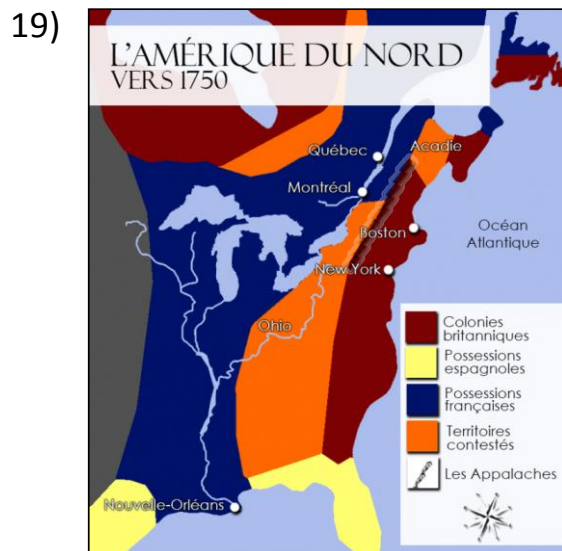 19)
L'AMÉRIQUE DU NORD
VERS 1750
Québec
Acadie
Montréal
Boston
Océan
Atlantique
New York
Ohio
Nouvelle-Orléans
Colonies
britanniques
Possessions
espagnoles
Possessions
françaises
Territoires
contestés
Les Appalaches